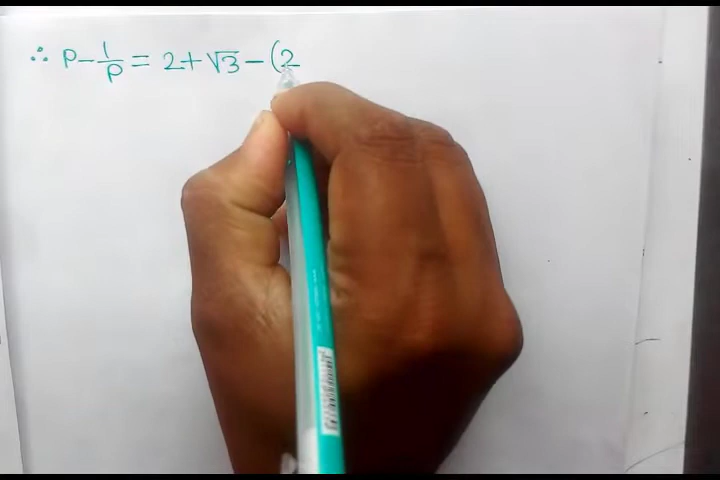 ∴ P - 1/P = 2 + √3 - (2